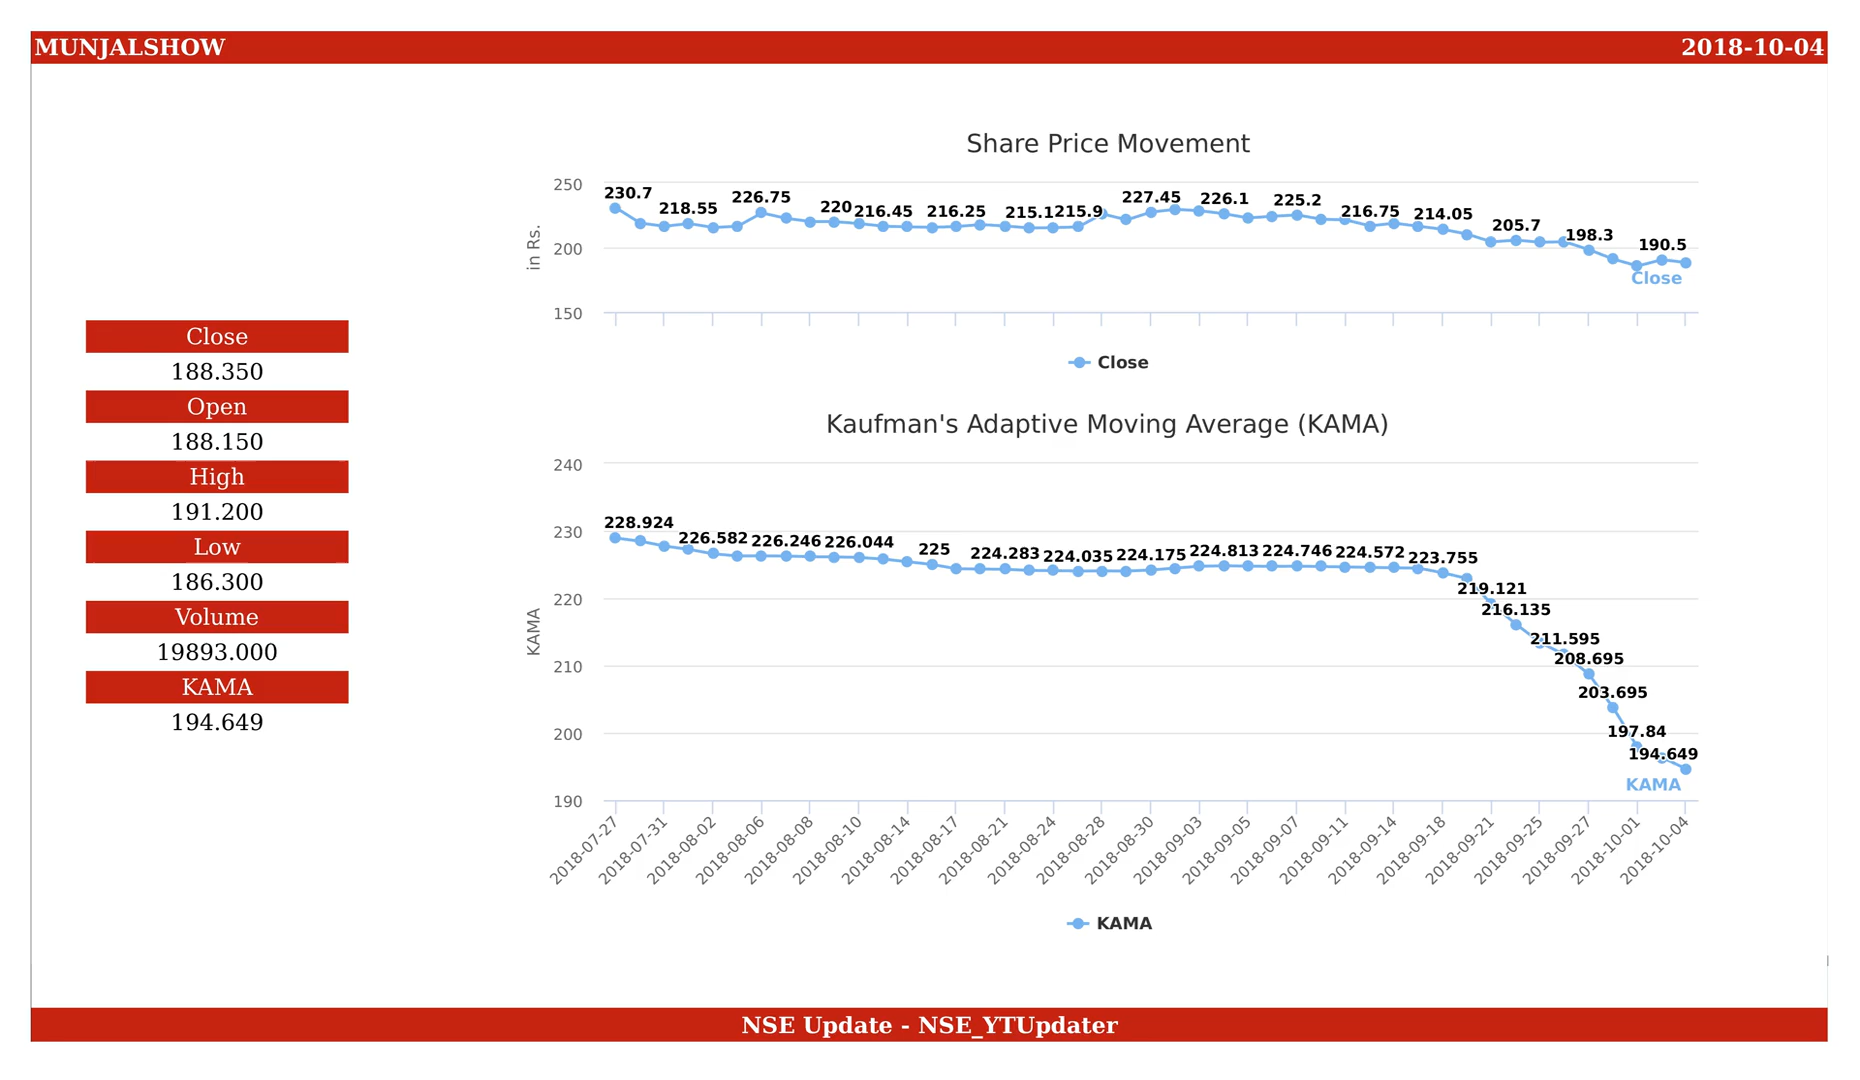 MUNJALSHOW 2018-10-04
Close
188.350
Open
188.150
High
191.200
Low
186.300
Volume
19893.000
KAMA
194.649
Share Price Movement
in Rs.
250
200
150
230.7 218.55 226.75 220 216.45 216.25 215.1 215.9 227.45 226.1 225.2 216.75 214.05 205.7 198.3 190.5
Close
Close
Kaufman's Adaptive Moving Average (KAMA)
KAMA
240
230
220
210
200
190
228.924 226.582 226.246 226.044 225 224.283 224.035 224.175 224.813 224.746 224.572 223.755 219.121 216.135 211.595 208.695 203.695 197.84 194.649
KAMA
2018-07-27 2018-07-31 2018-08-02 2018-08-06 2018-08-08 2018-08-10 2018-08-14 2018-08-17 2018-08-21 2018-08-24 2018-08-28 2018-08-30 2018-09-03 2018-09-05 2018-09-07 2018-09-11 2018-09-14 2018-09-18 2018-09-21 2018-09-25 2018-09-27 2018-10-01 2018-10-04
KAMA
NSE Update - NSE_YTUpdater